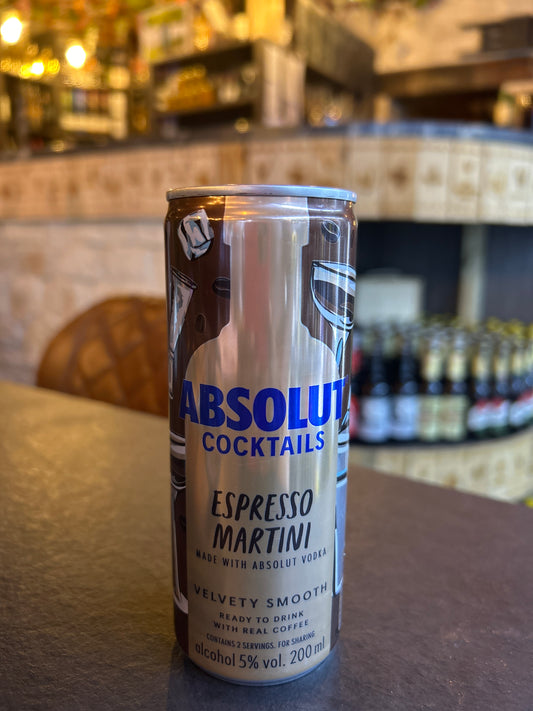 ABSOLUT
COCKTAILS
ESPRESSO
MARTINI
MADE WITH ABSOLUT VODKA
VELVETY SMOOTH
READY TO DRINK
WITH REAL COFFEE
CONTAINS 2 SERVINGS. FOR SHARING
alcohol 5% vol. 200 ml